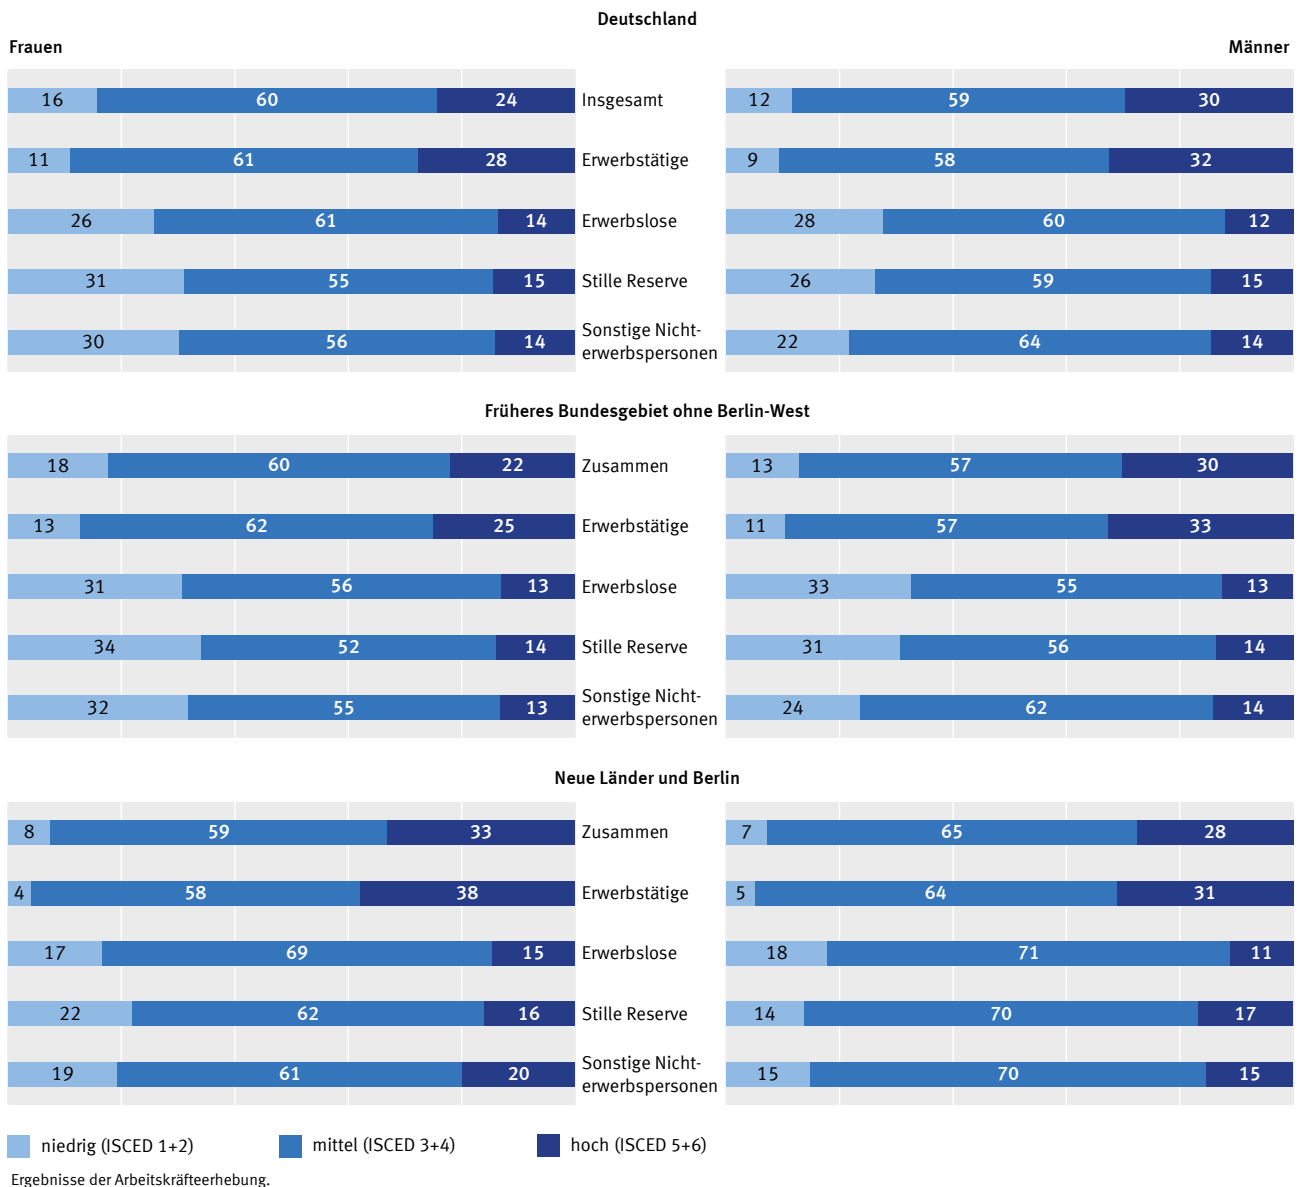 Deutschland
Frauen
Männer
16 60 24 Insgesamt 12 59 30
11 61 28 Erwerbstätige 9 58 32
26 61 14 Erwerbslose 28 60 12
31 55 15 Stille Reserve 26 59 15
30 56 14 Sonstige Nicht-
erwerbspersonen 22 64 14
Früheres Bundesgebiet ohne Berlin-West
18 60 22 Zusammen 13 57 30
13 62 25 Erwerbstätige 11 57 33
31 56 13 Erwerbslose 33 55 13
34 52 14 Stille Reserve 31 56 14
32 55 13 Sonstige Nicht-
erwerbspersonen 24 62 14
Neue Länder und Berlin
8 59 33 Zusammen 7 65 28
4 58 38 Erwerbstätige 5 64 31
17 69 15 Erwerbslose 18 71 11
22 62 16 Stille Reserve 14 70 17
19 61 20 Sonstige Nicht-
erwerbspersonen 15 70 15
niedrig (ISCED 1+2) mittel (ISCED 3+4) hoch (ISCED 5+6)
Ergebnisse der Arbeitskräfteerhebung.